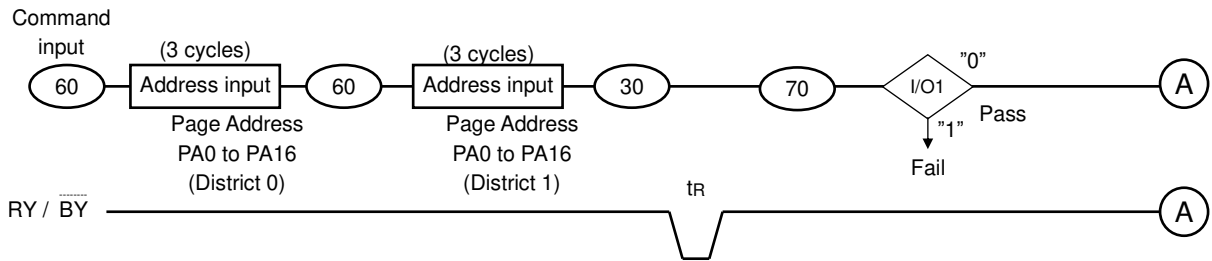 Command
input
(3 cycles)
(3 cycles)
60
Address input
60
Address input
30
70
I/O1
"0"
A
Page Address
PA0 to PA16
(District 0)
Page Address
PA0 to PA16
(District 1)
"1"
Pass
Fail
tR
RY / BY
A